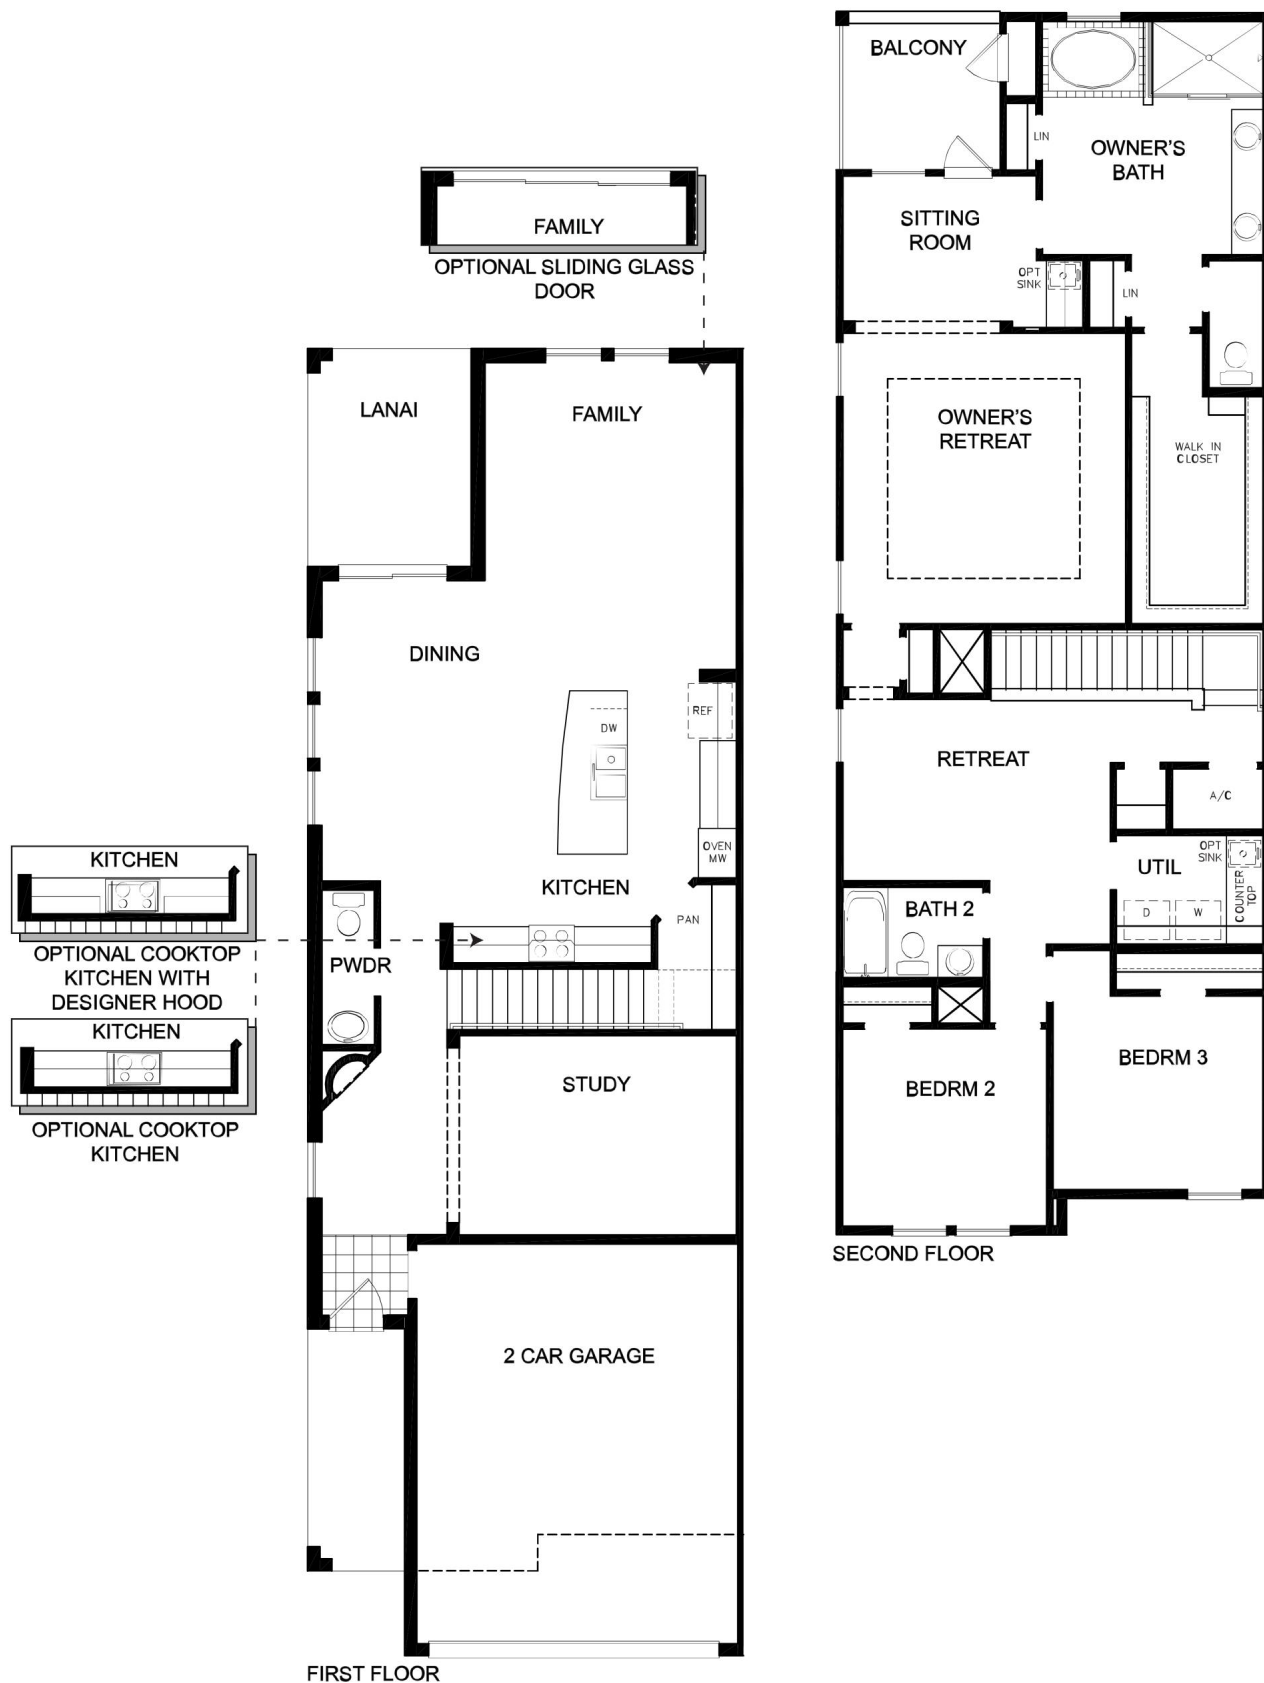 FAMILY
OPTIONAL SLIDING GLASS
DOOR
LANAI
FAMILY
DINING
REF
DW
OVEN
MW
KITCHEN
PAN
KITCHEN
OPTIONAL COOKTOP
KITCHEN WITH
DESIGNER HOOD
KITCHEN
OPTIONAL COOKTOP
KITCHEN
PWDR
STUDY
2 CAR GARAGE
FIRST FLOOR
BALCONY
LIN
OWNER'S
BATH
SITTING
ROOM
OPT
SINK
LIN
OWNER'S
RETREAT
WALK IN
CLOSET
RETREAT
A/C
UTIL
OPT
SINK
COUNTER
TOP
D
W
BATH 2
BEDRM 2
BEDRM 3
SECOND FLOOR